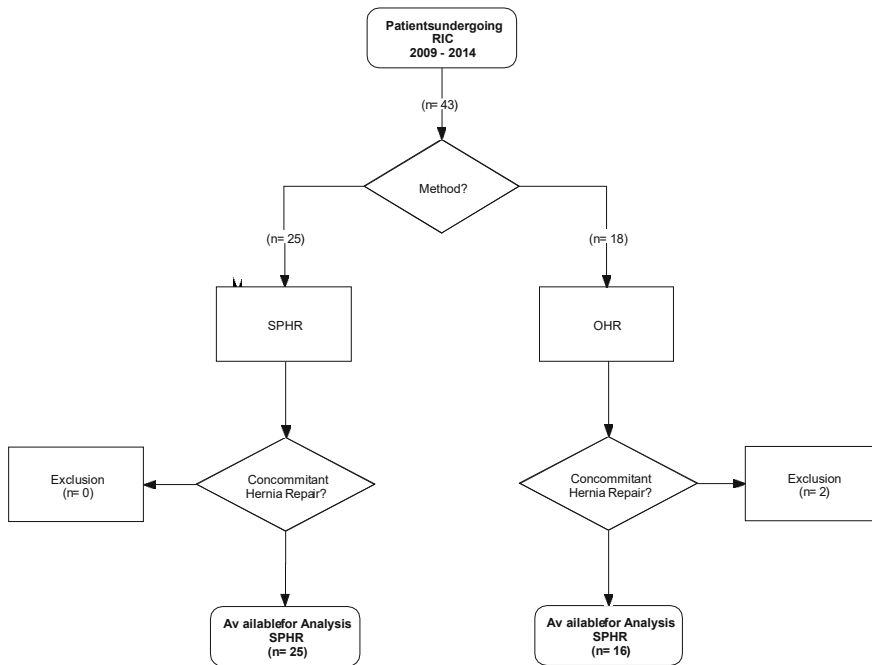 Patientsundergoing
RIC
2009 - 2014
(n= 43)
Method?
(n= 25)
(n= 18)
SPHR
OHR
Exclusion
(n= 0)
Concommitant
Hernia Repair?
Concommitant
Hernia Repair?
Exclusion
(n= 2)
Av ailablefor Analysis
SPHR
(n= 25)
Av ailablefor Analysis
SPHR
(n= 16)